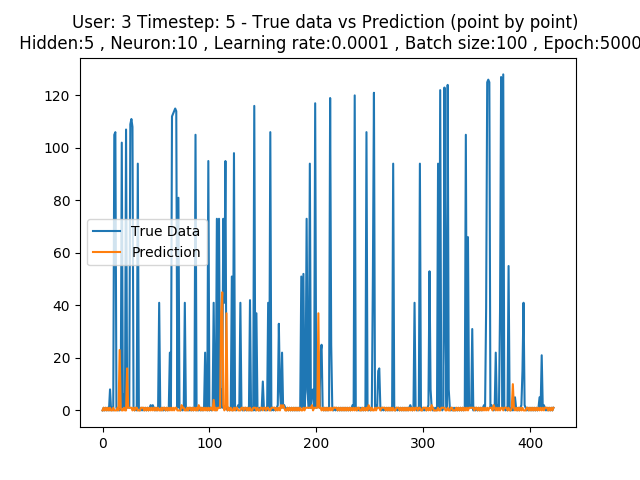 User: 3 Timestep: 5 - True data vs Prediction (point by point)
Hidden:5 , Neuron:10 , Learning rate:0.0001 , Batch size:100 , Epoch:5000
120
100
80
60
40
20
0
True Data
Prediction
0 100 200 300 400